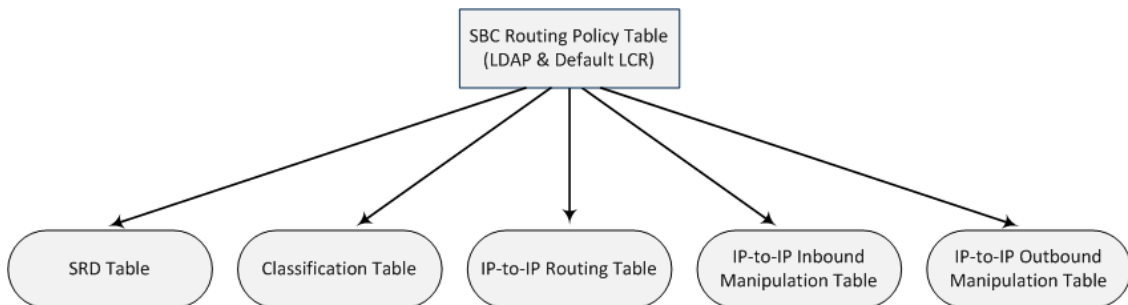 SBC Routing Policy Table
(LDAP & Default LCR)
SRD Table
Classification Table
IP-to-IP Routing Table
IP-to-IP Inbound
Manipulation Table
IP-to-IP Outbound
Manipulation Table